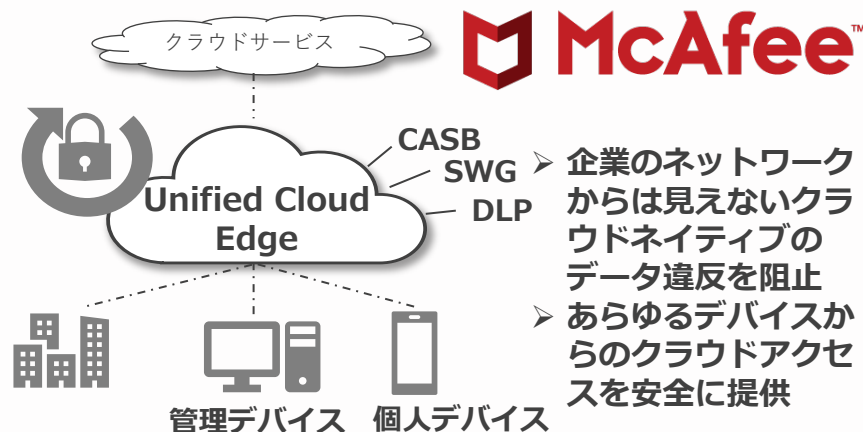 クラウドサービス
McAfee™
CASB
SWG
DLP
Unified Cloud
Edge
➢ 企業のネットワーク
からは見えないクラ
ウドネイティブの
データ違反を阻止
➢ あらゆるデバイスか
らのクラウドアクセ
スを安全に提供
管理デバイス
個人デバイス